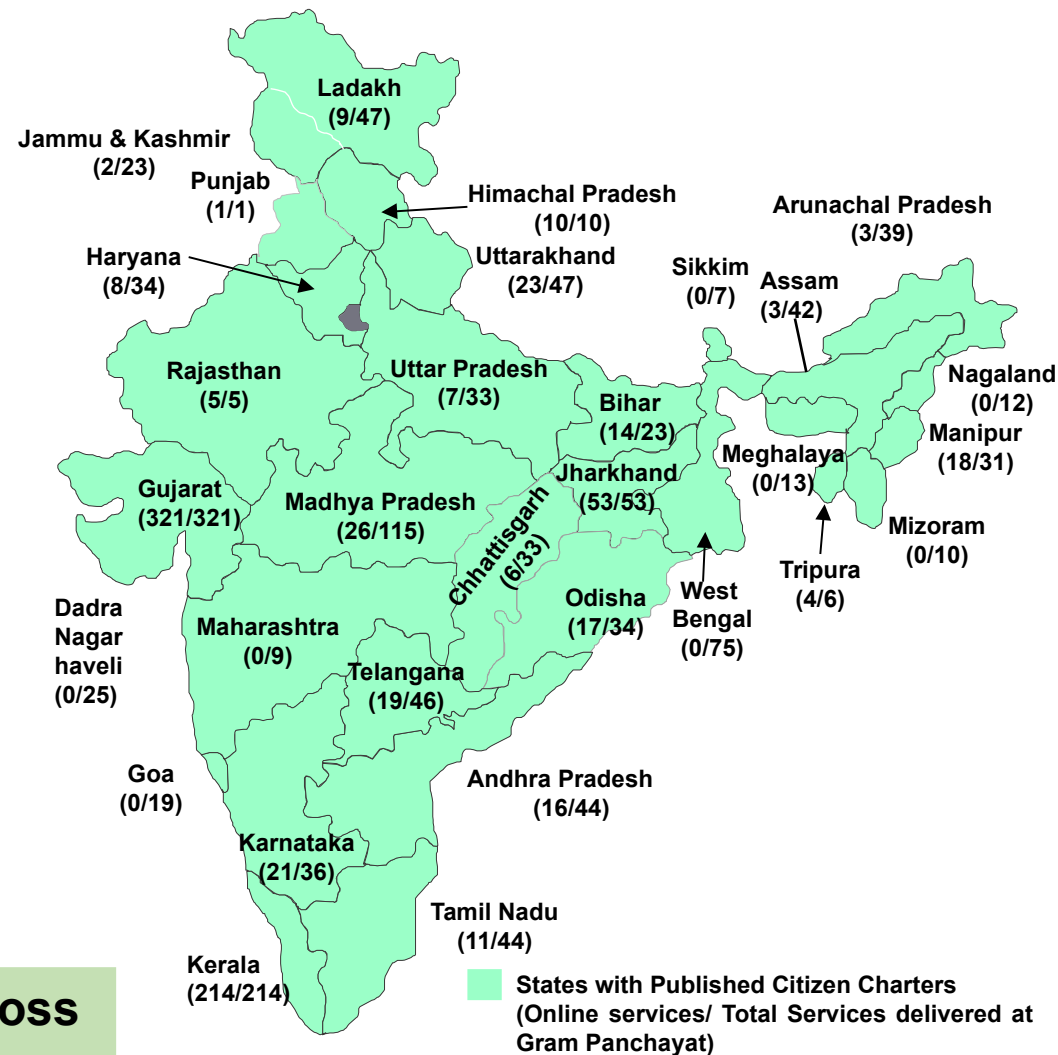 Ladakh
(9/47)
Jammu & Kashmir
(2/23)
Punjab
(1/1)
Himachal Pradesh
(10/10)
Arunachal Pradesh
(3/39)
Haryana
(8/34)
Uttarakhand
(23/47)
Sikkim
(0/7)
Assam
(3/42)
Rajasthan
(5/5)
Uttar Pradesh
(7/33)
Bihar
(14/23)
Nagaland
(0/12)
Manipur
(18/31)
Meghalaya
(0/13)
Gujarat
(321/321)
Madhya Pradesh
(26/115)
Jharkhand
(53/53)
Chhattisgarh
(6/33)
Mizoram
(0/10)
Tripura
(4/6)
West
Bengal
(0/75)
Odisha
(17/34)
Dadra
Nagar
haveli
(0/25)
Maharashtra
(0/9)
Telangana
(19/46)
Goa
(0/19)
Andhra Pradesh
(16/44)
Karnataka
(21/36)
Tamil Nadu
(11/44)
Kerala
(214/214)
oss
States with Published Citizen Charters
(Online services/ Total Services delivered at
Gram Panchayat)